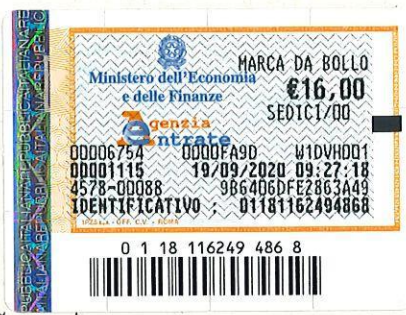 MARCA DA BOLLO
Ministero dell'Economia
e delle Finanze
€16,00
SEDICI/00
Agenzia
Entrate
00006754 0000FA9D W1DVH001
00001115 19/09/2020 09:27:18
4578-00088 9B6406DFE2863A49
IDENTIFICATIVO : 01181162494868
0 1 18 116249 486 8